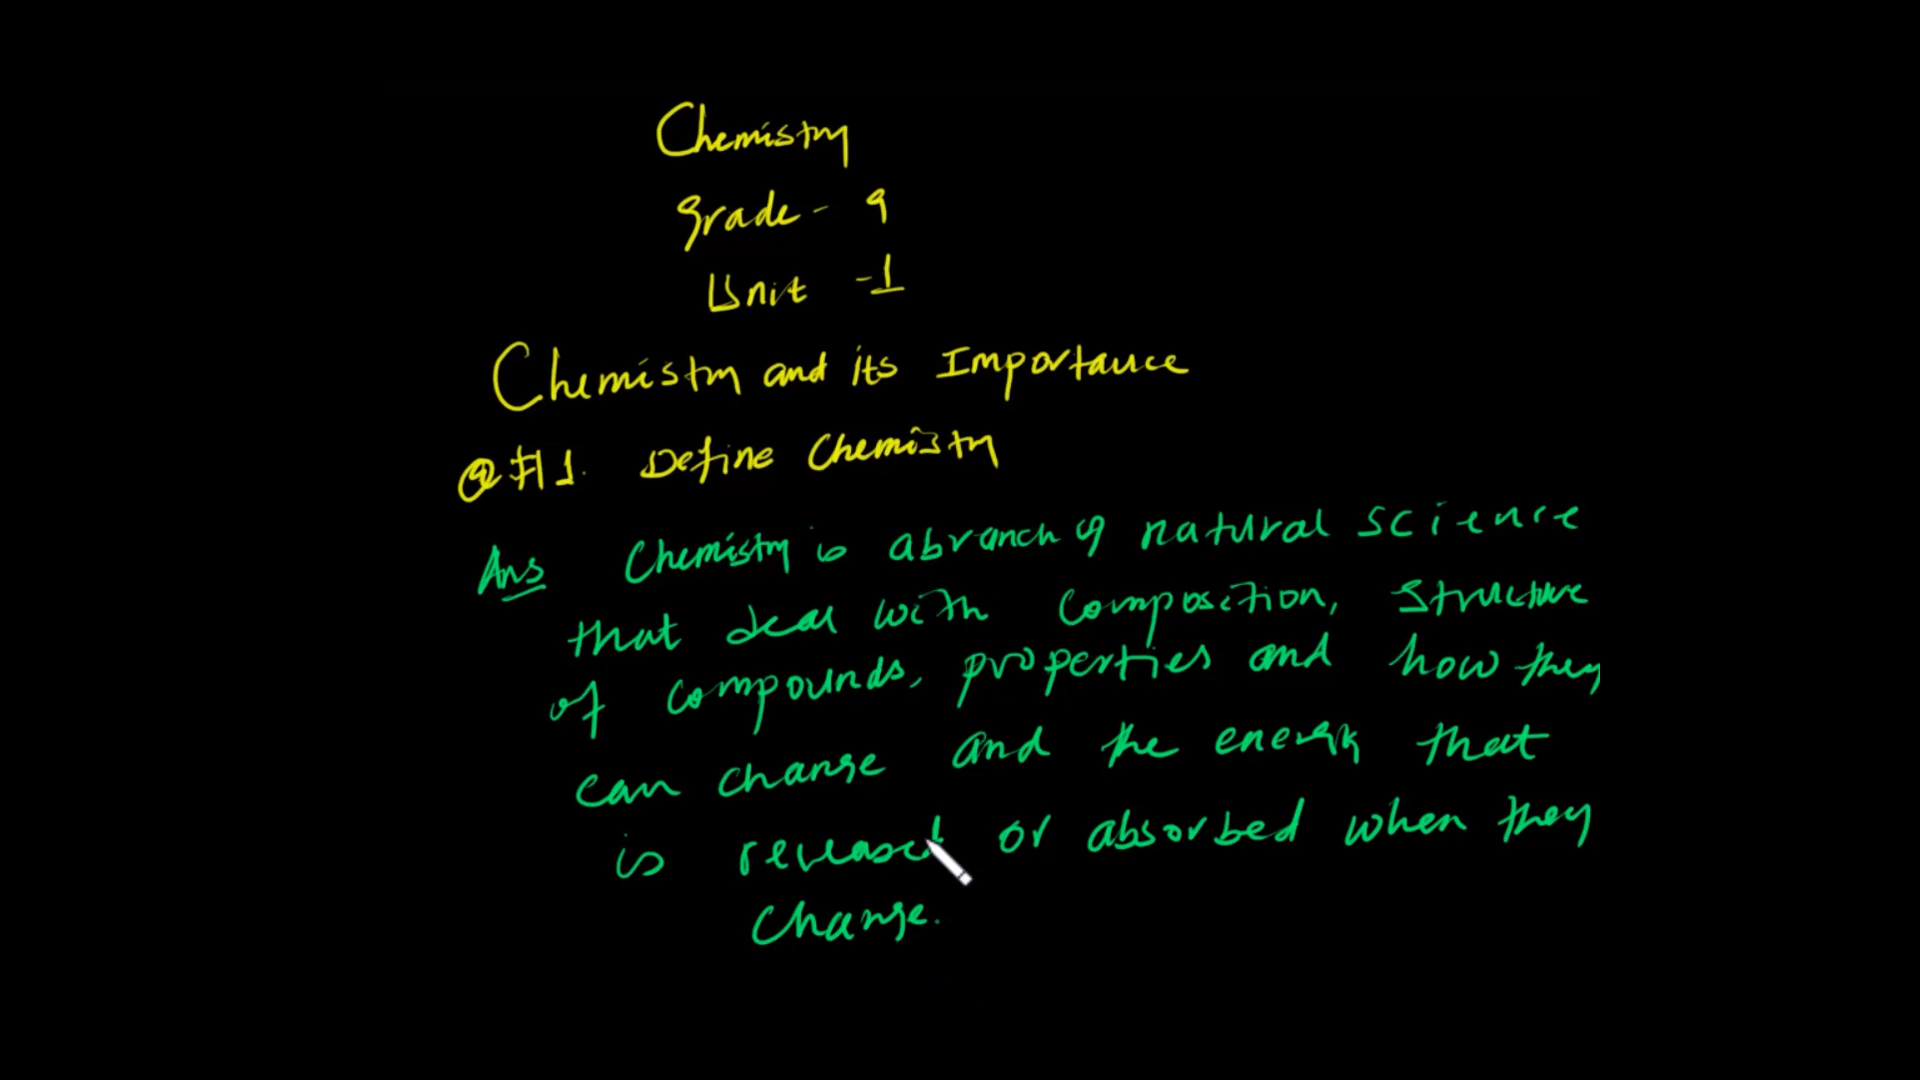 Chemistry
Grade - 9
Unit - 1
Chemistry and its Importance
Q#1. Define Chemistry
Ans Chemistry is a branch of natural science
that deal with composition, structure
of compounds, properties and how they
can change and the energy that
is released or absorbed when they
change.